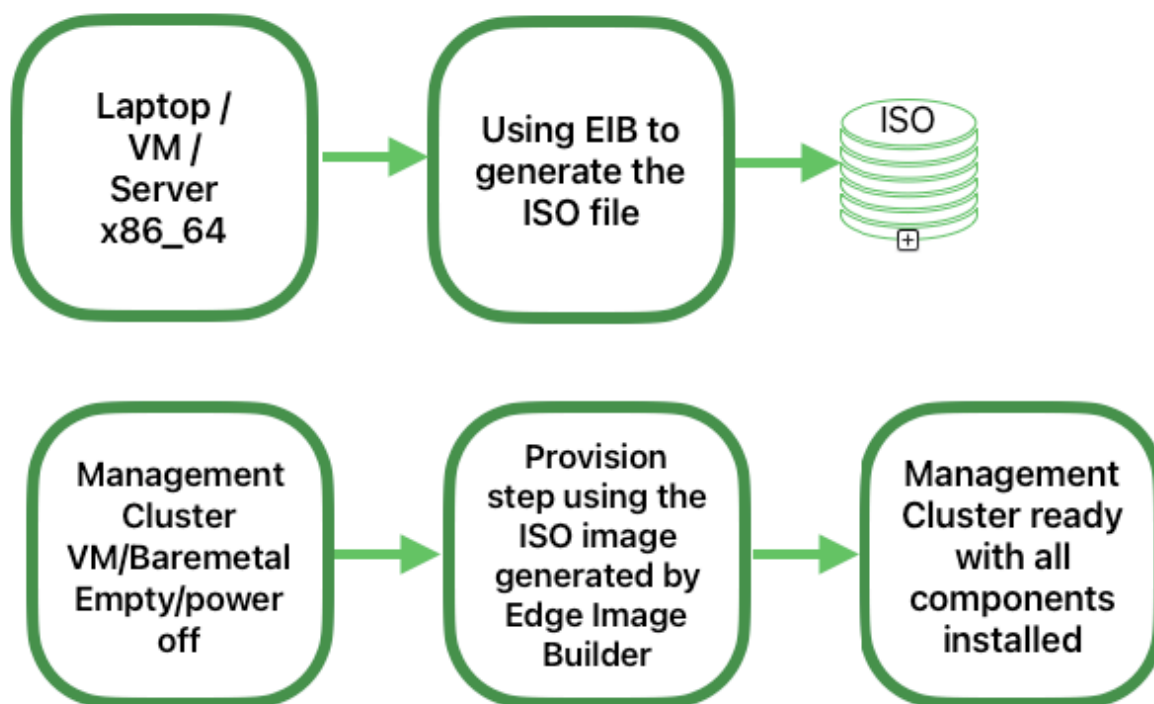 Laptop /
VM /
Server
x86_64
Using EIB to
generate the
ISO file
ISO
Management
Cluster
VM/Baremetal
Empty/power
off
Provision
step using the
ISO image
generated by
Edge Image
Builder
Management
Cluster ready
with all
components
installed